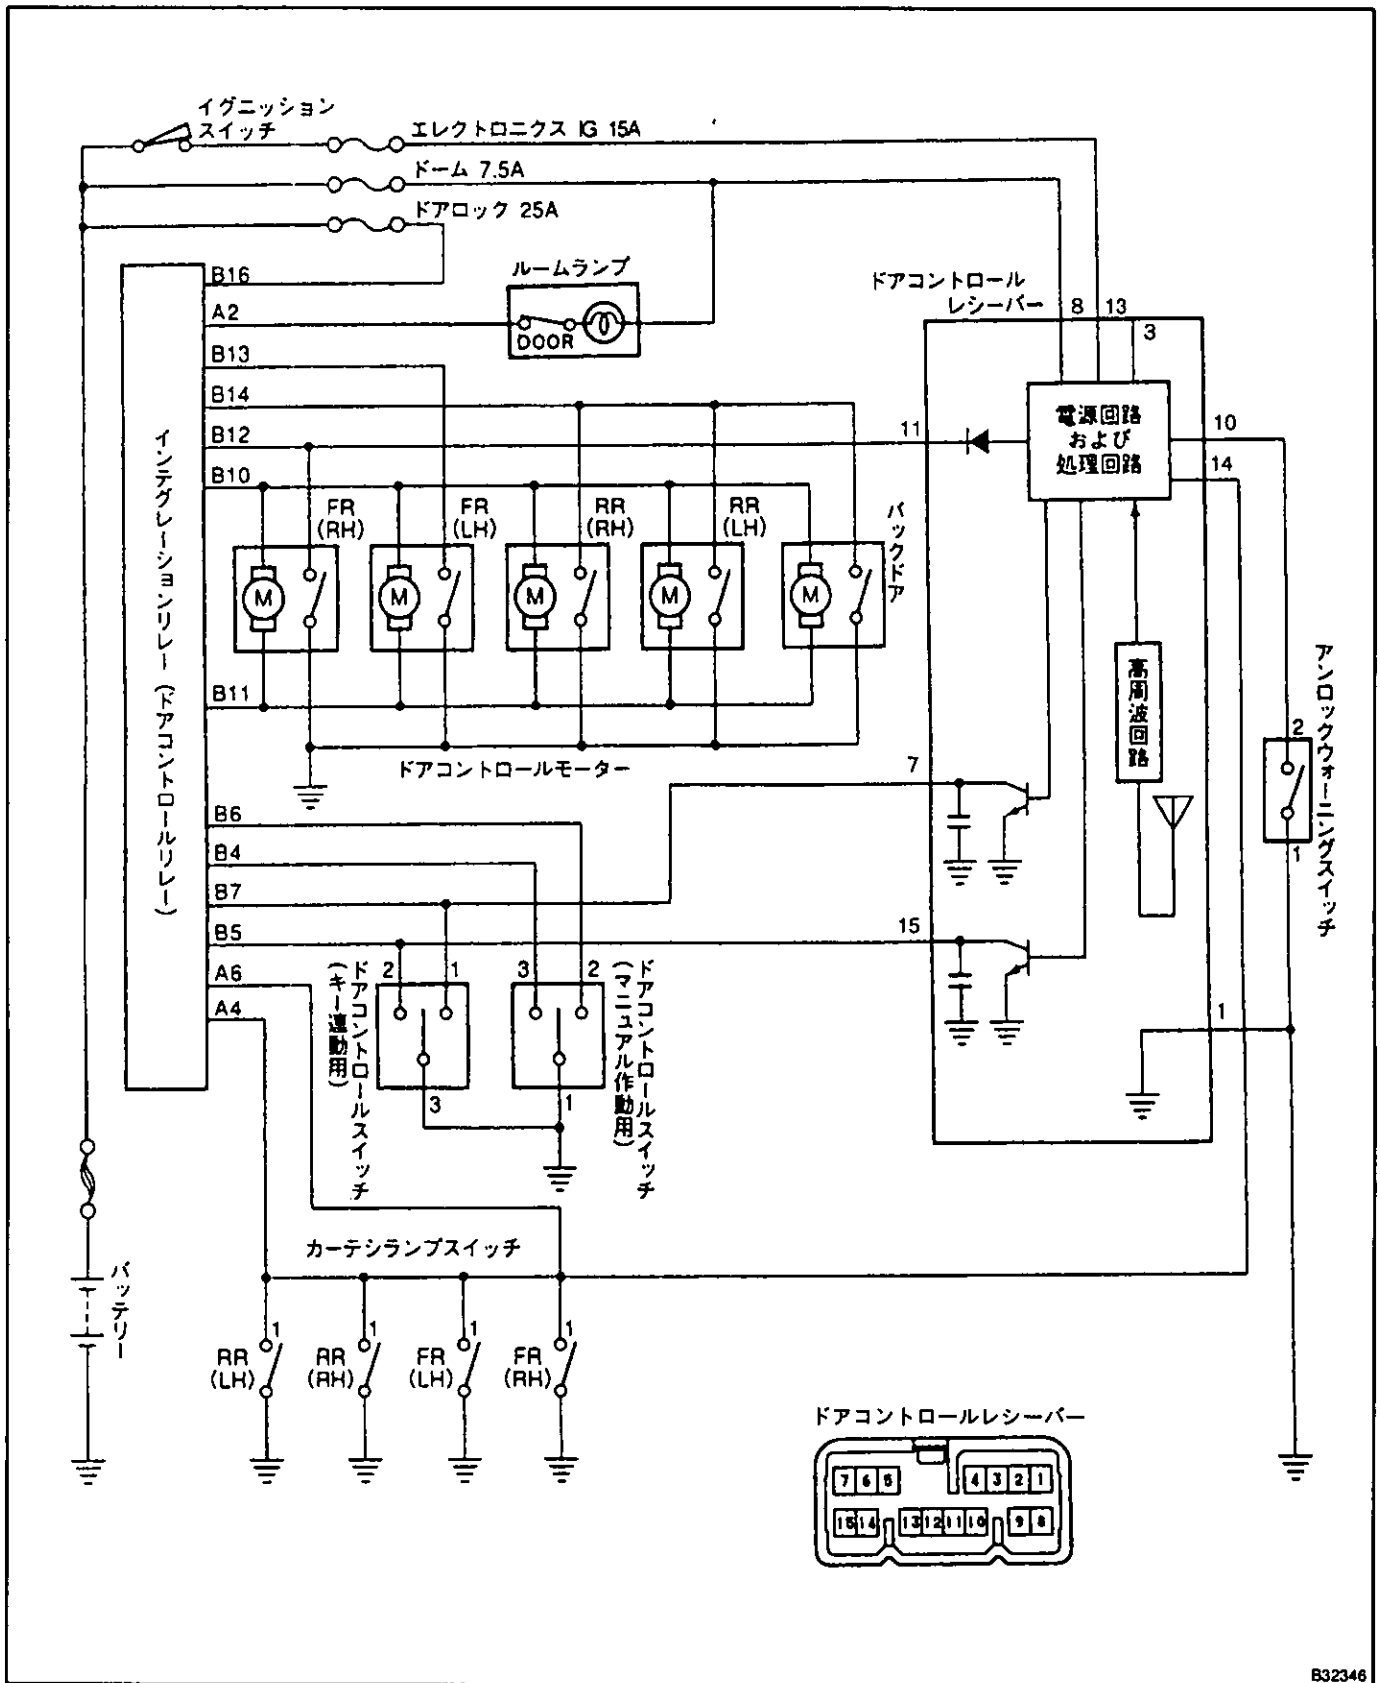 イグニッション
スイッチ
エレクトロニクス IG 15A
ドーム 7.5A
ドアロック 25A
B16
A2
B13
B14
B12
B10
B11
B6
B4
B7
B5
A6
A4
インテグレーションリレー(ドアコントロールリレー)
ルームランプ
DOOR
ドアコントロール
レシーバー
8
13
3
電源回路
および
処理回路
11
10
14
FR
(RH)
FR
(LH)
RR
(RH)
RR
(LH)
バックドア
M
M
M
M
M
ドアコントロールモーター
高周波回路
7
15
1
2
1
アンロックウォーニングスイッチ
2
1
3
ドアコントロールスイッチ
(キー連動用)
3
2
1
ドアコントロールスイッチ
(マニュアル作動用)
カーテシランプスイッチ
バッテリー
1
RR
(LH)
1
RR
(RH)
1
FR
(LH)
1
FR
(RH)
ドアコントロールレシーバー
7 6 5 4 3 2 1
15 14 13 12 11 10 9 8
B32346